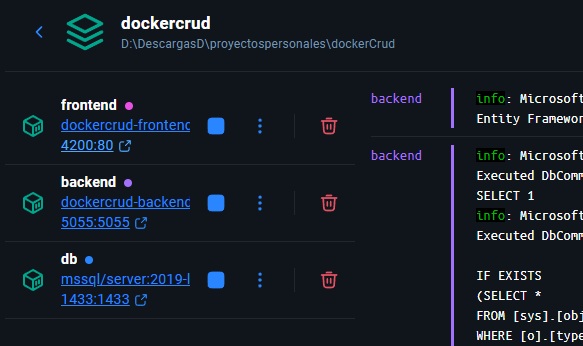 dockercrud
D:\DescargasD\proyectospersonales\dockerCrud
frontend
dockercrud-frontend
4200:80
backend
dockercrud-backend
5055:5055
db
mssql/server:2019-l
1433:1433
backend
info: Microsoft
Entity Framewor
backend
info: Microsoft
Executed DbComm
SELECT 1
info: Microsoft
Executed DbComm
IF EXISTS
(SELECT *
FROM [sys].[obj
WHERE [o].[type